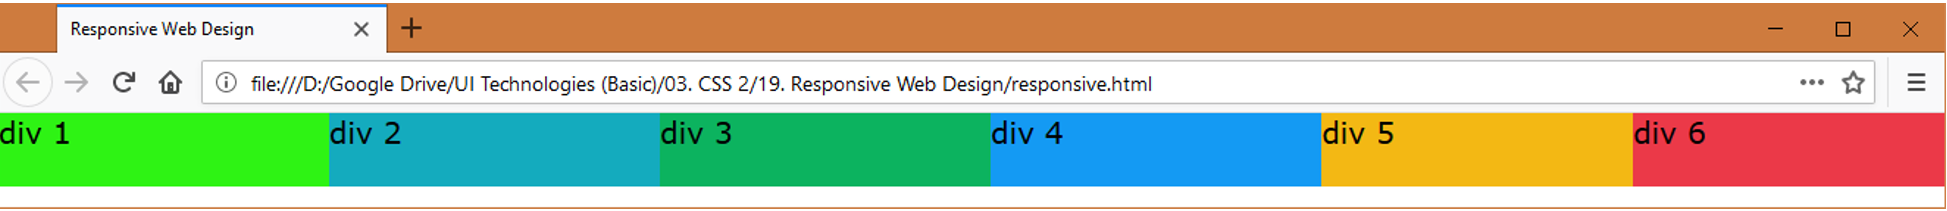 Responsive Web Design
file:///D:/Google Drive/UI Technologies (Basic)/03. CSS 2/19. Responsive Web Design/responsive.html
div 1 div 2 div 3 div 4 div 5 div 6